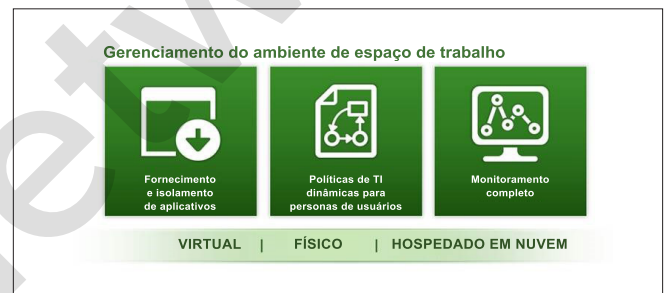 Gerenciamento do ambiente de espaço de trabalho
Fornecimento
e isolamento
de aplicativos
Políticas de TI
dinâmicas para
personas de usuários
Monitoramento
completo
VIRTUAL | FÍSICO | HOSPEDADO EM NUVEM